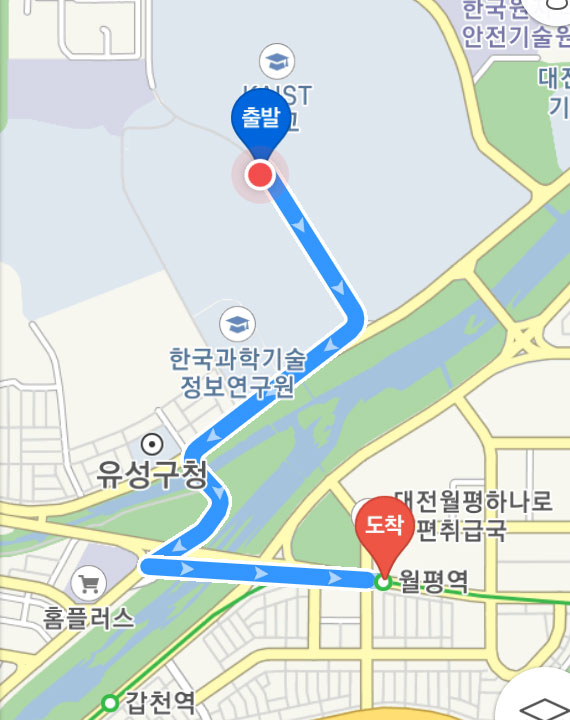 한국원
안전기술원
대전
기
KAIST
출발
한국과학기술
정보연구원
유성구청
대전월평하나로
편취급국
도착
월평역
홈플러스
갑천역